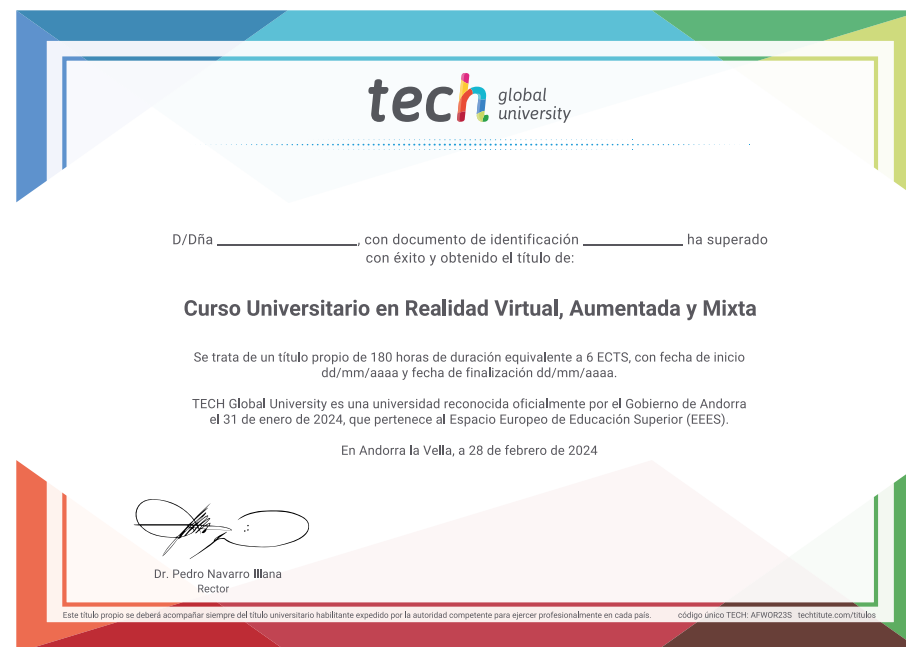 tech global university
D/Dña ____________________, con documento de identificación ______________ ha superado
con éxito y obtenido el título de:
Curso Universitario en Realidad Virtual, Aumentada y Mixta
Se trata de un título propio de 180 horas de duración equivalente a 6 ECTS, con fecha de inicio
dd/mm/aaaa y fecha de finalización dd/mm/aaaa.
TECH Global University es una universidad reconocida oficialmente por el Gobierno de Andorra
el 31 de enero de 2024, que pertenece al Espacio Europeo de Educación Superior (EEES).
En Andorra la Vella, a 28 de febrero de 2024
Dr. Pedro Navarro Illana
Rector
Este título propio se deberá acompañar siempre del título universitario habilitante expedido por la autoridad competente para ejercer profesionalmente en cada país. código único TECH: AFWOR23S techtitute.com/titulos